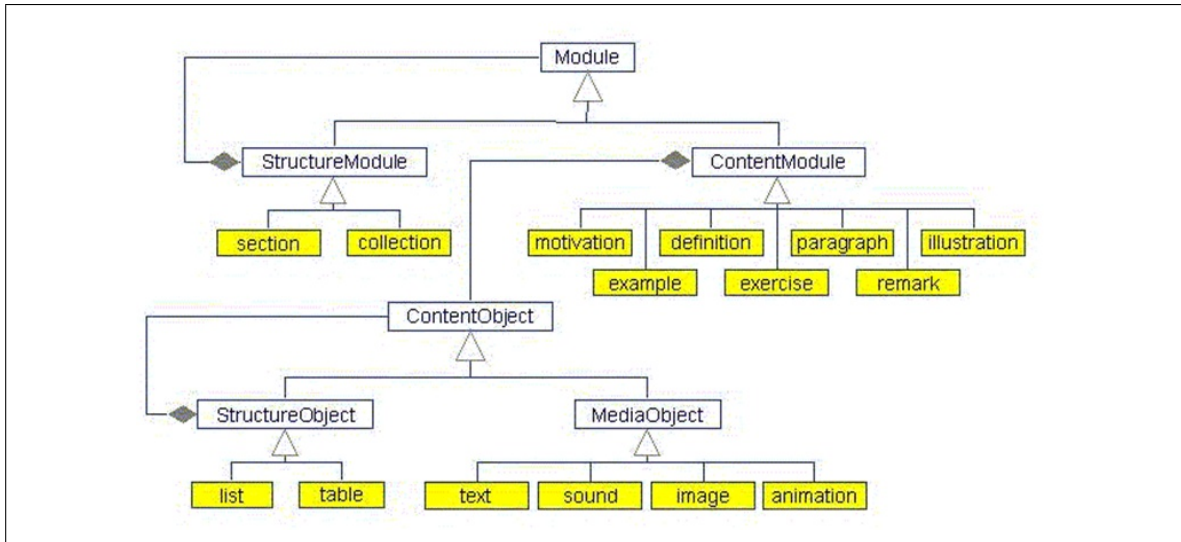 Module
StructureModule
ContentModule
section
collection
motivation
definition
paragraph
illustration
example
exercise
remark
ContentObject
StructureObject
MediaObject
list
table
text
sound
image
animation